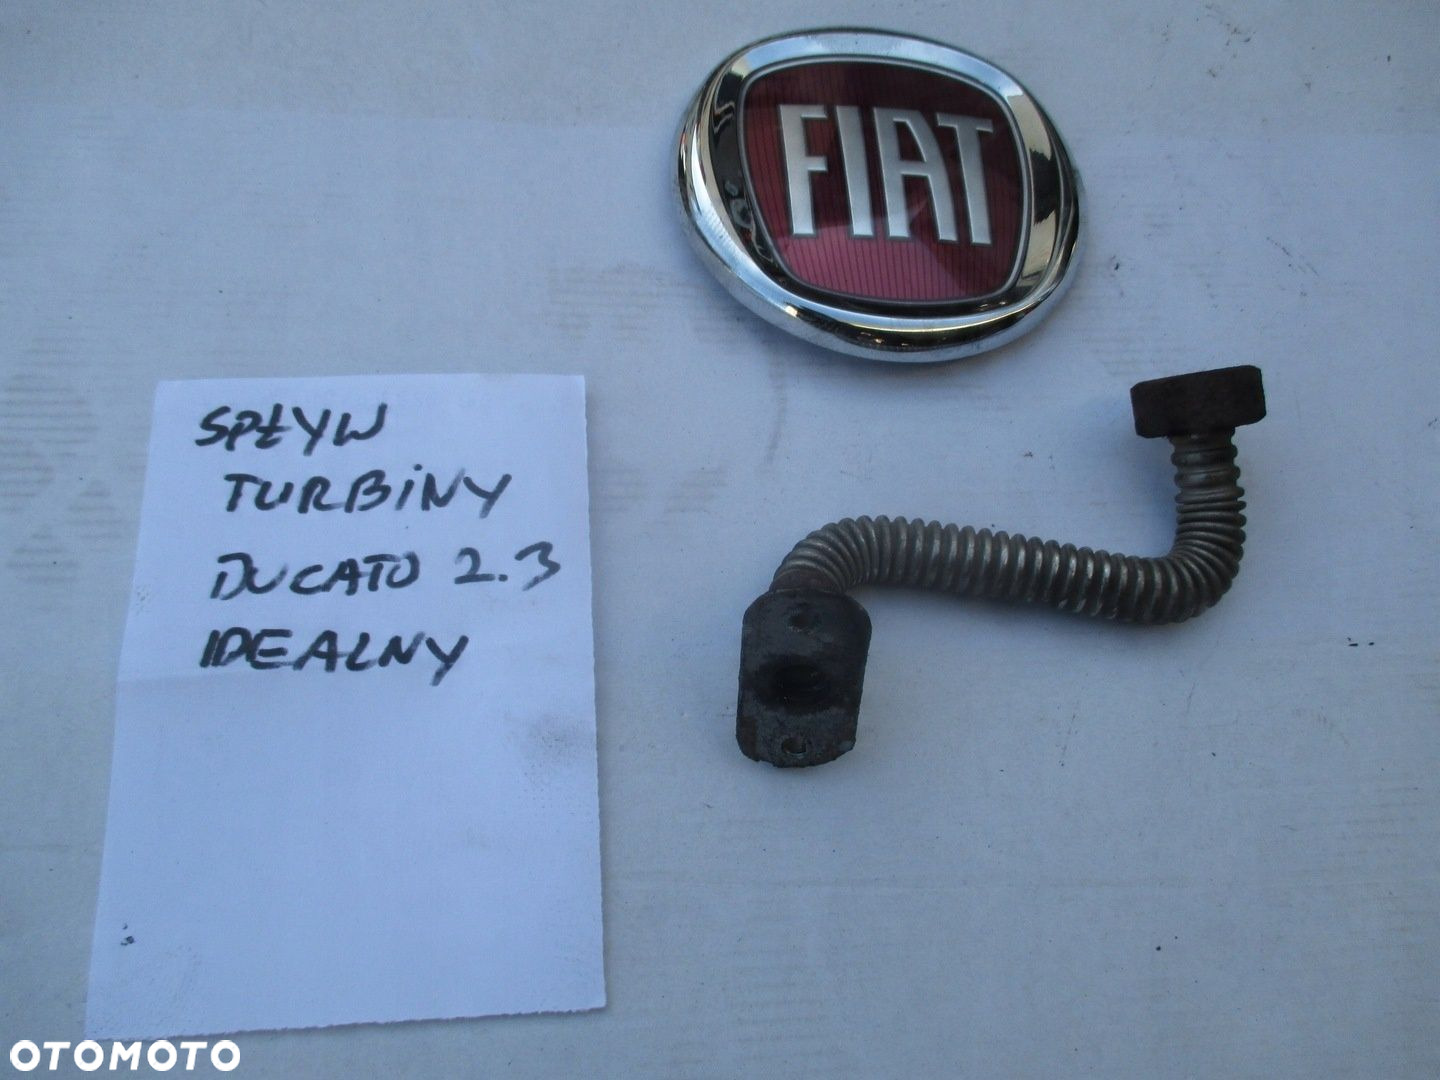 FIAT
SPŁYW
TURBiNY
DUCATO 2.3
IDEALNY
OTOMOTO